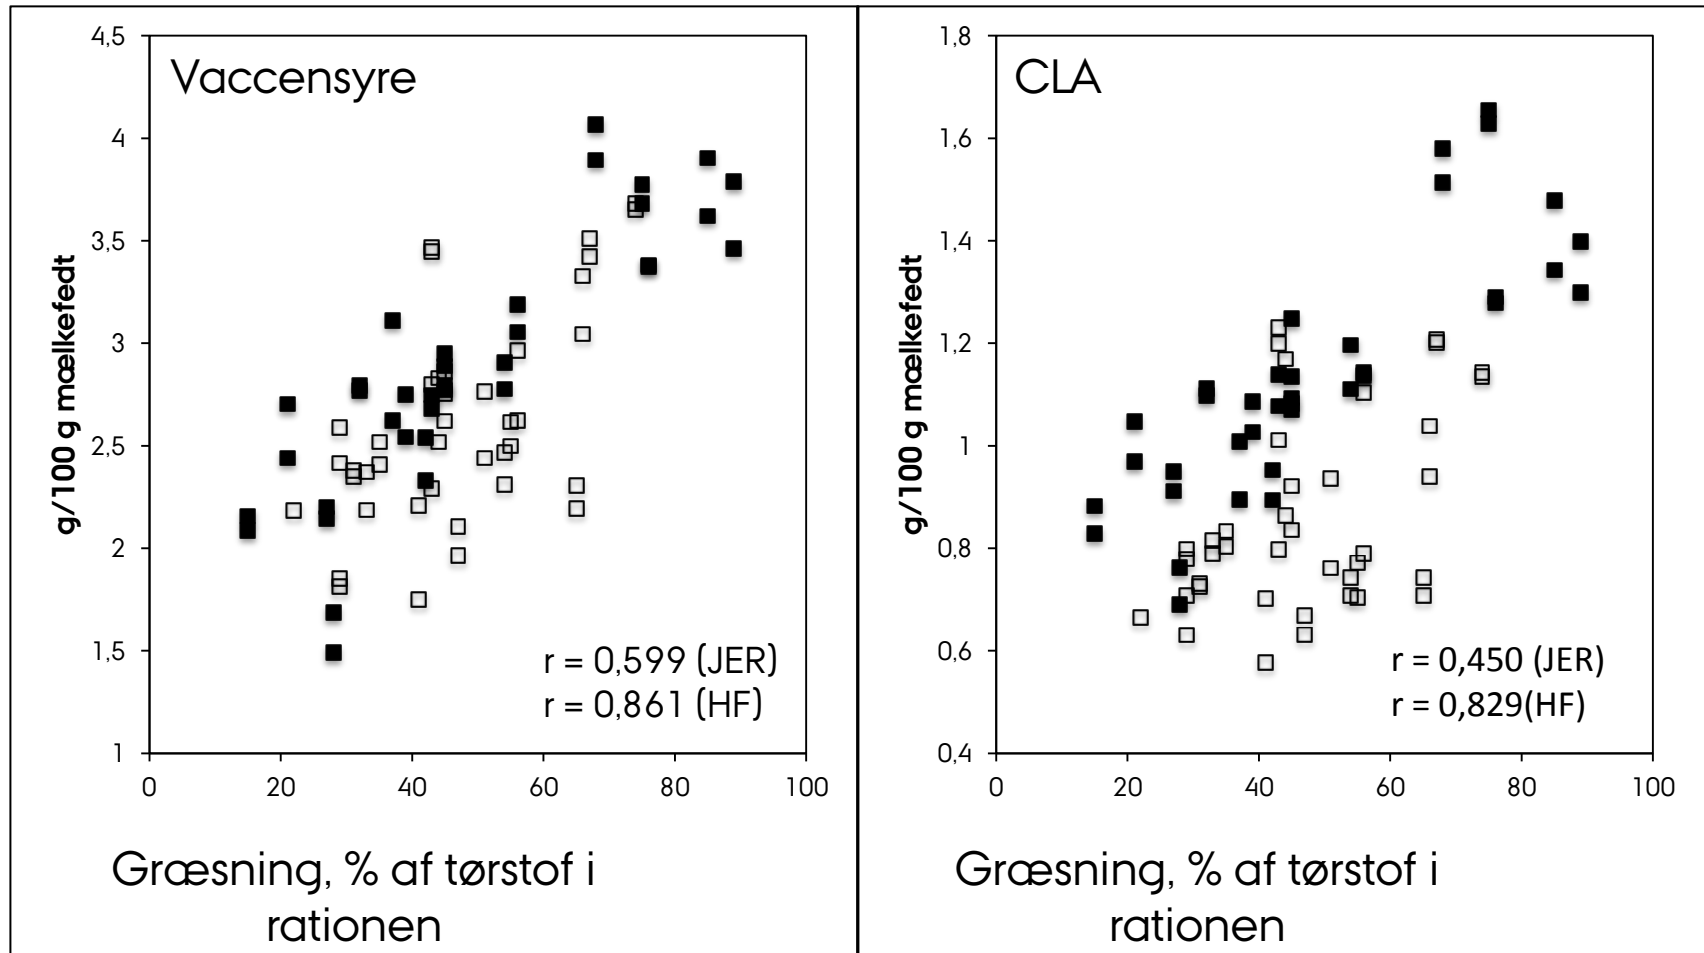 Vaccensyre
4,5
4
3,5
3
2,5
2
1,5
1
g/100 g mælkefedt
r = 0,599 (JER)
r = 0,861 (HF)
0 20 40 60 80 100
Græsning, % af tørstof i
rationen
CLA
1,8
1,6
1,4
1,2
1
0,8
0,6
0,4
g/100 g mælkefedt
r = 0,450 (JER)
r = 0,829(HF)
0 20 40 60 80 100
Græsning, % af tørstof i
rationen